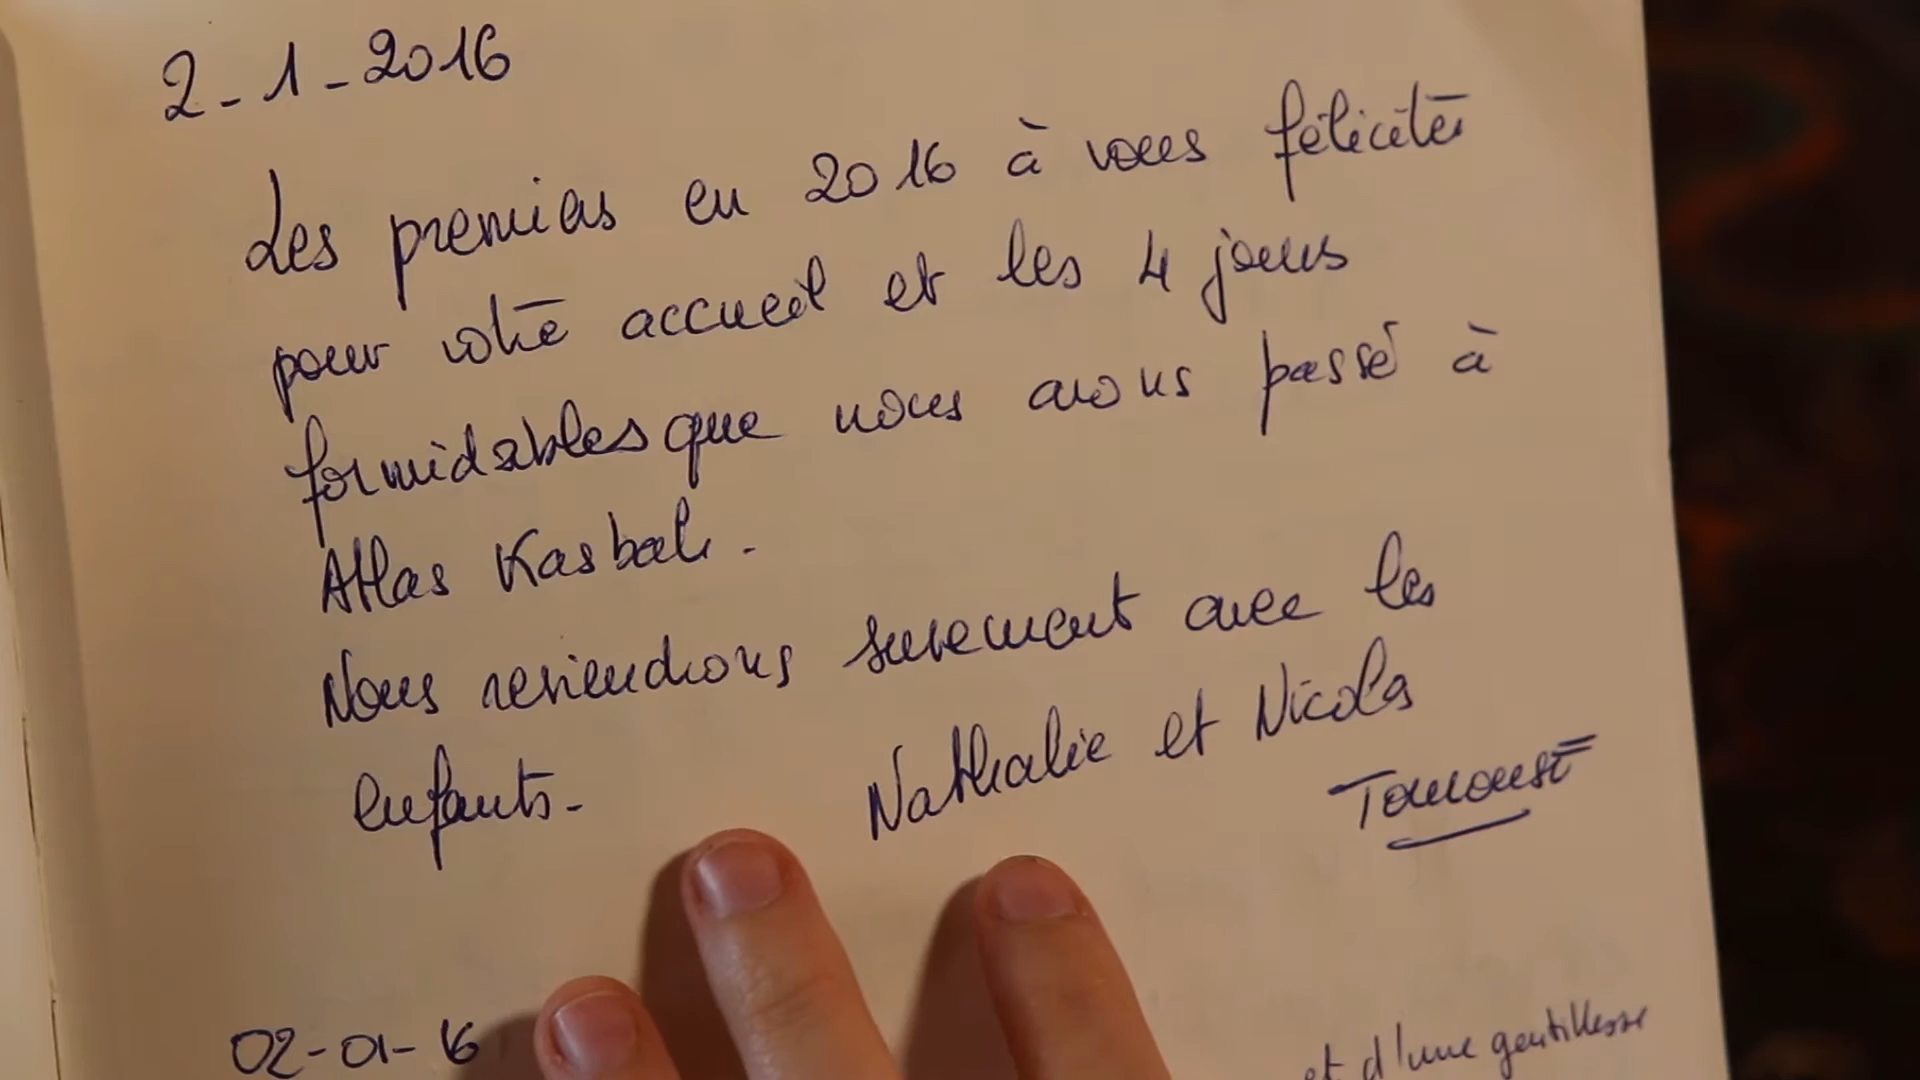 2-1-2016
Les premiers en 2016 à vous féliciter
pour votre accueil et les 4 jours
formidables que nous avons passé à
Atlas Kasbah.
Nous reviendrons surement avec les
enfants-
Nathalie et Nicolas
02-01-16
et d'une gentillesse